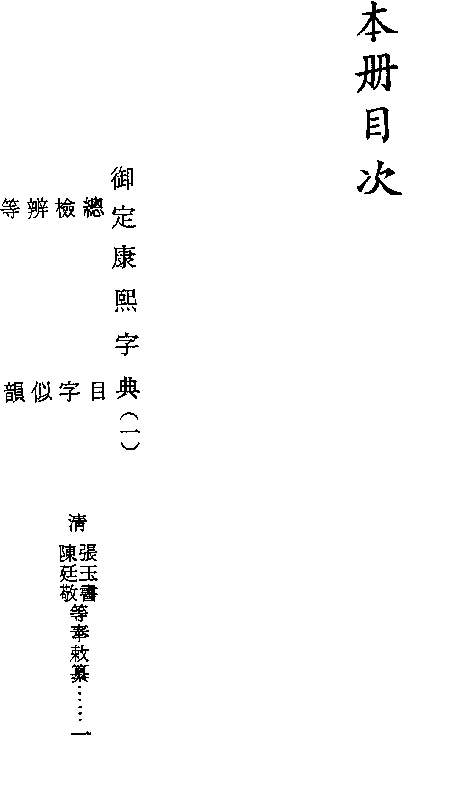 本册目次
御定康熙字典(一)
總目
檢字
辨似
等韻
清 張玉書
陳廷敬
等奉敕纂……一